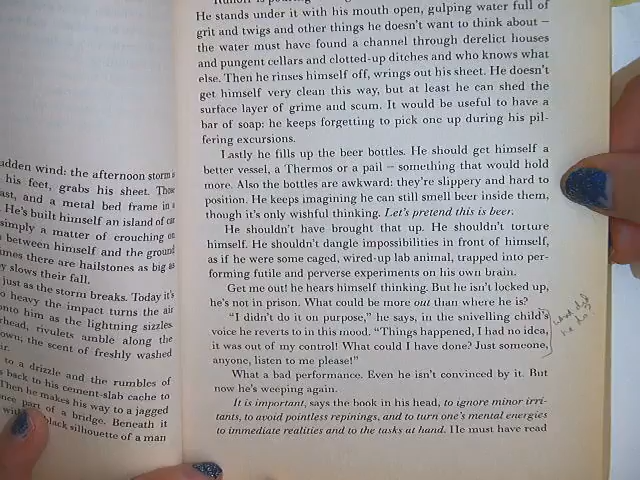 adden wind: the afternoon storm is
his feet, grabs his sheet.
ast, and a metal bed frame in a
He's built himself an island of car
simply a matter of crouching on
between himself and the ground
mes there are hailstones as big as
y slows their fall.
just as the storm breaks. Today it's
o heavy the impact turns the air
onto him as the lightning sizzles
rhead, rivulets amble along the
own; the scent of freshly washed
ir.
to a drizzle and the rumbles of
s back to his cement-slab cache to
Then he makes his way to a jagged
nce part of a bridge. Beneath it
black silhouette of a man
He stands under it with his mouth open, gulping water full of
grit and twigs and other things he doesn't want to think about –
the water must have found a channel through derelict houses
and pungent cellars and clotted-up ditches and who knows what
else. Then he rinses himself off, wrings out his sheet. He doesn't
get himself very clean this way, but at least he can shed the
surface layer of grime and scum. It would be useful to have a
bar of soap: he keeps forgetting to pick one up during his pil-
fering excursions.
Lastly he fills up the beer bottles. He should get himself a
better vessel, a Thermos or a pail – something that would hold
more. Also the bottles are awkward: they're slippery and hard to
position. He keeps imagining he can still smell beer inside them,
though it's only wishful thinking. Let's pretend this is beer.
He shouldn't have brought that up. He shouldn't torture
himself. He shouldn't dangle impossibilities in front of himself,
as if he were some caged, wired-up lab animal, trapped into per-
forming futile and perverse experiments on his own brain.
Get me out! he hears himself thinking. But he isn't locked up,
he's not in prison. What could be more out than where he is?
"I didn't do it on purpose," he says, in the snivelling child's
voice he reverts to in this mood. "Things happened, I had no idea,
it was out of my control! What could I have done? Just someone,
anyone, listen to me please!"
What a bad performance. Even he isn't convinced by it. But
now he's weeping again.
It is important, says the book in his head, to ignore minor irri-
tants, to avoid pointless repinings, and to turn one's mental energies
to immediate realities and to the tasks at hand. He must have read
what did
he do?